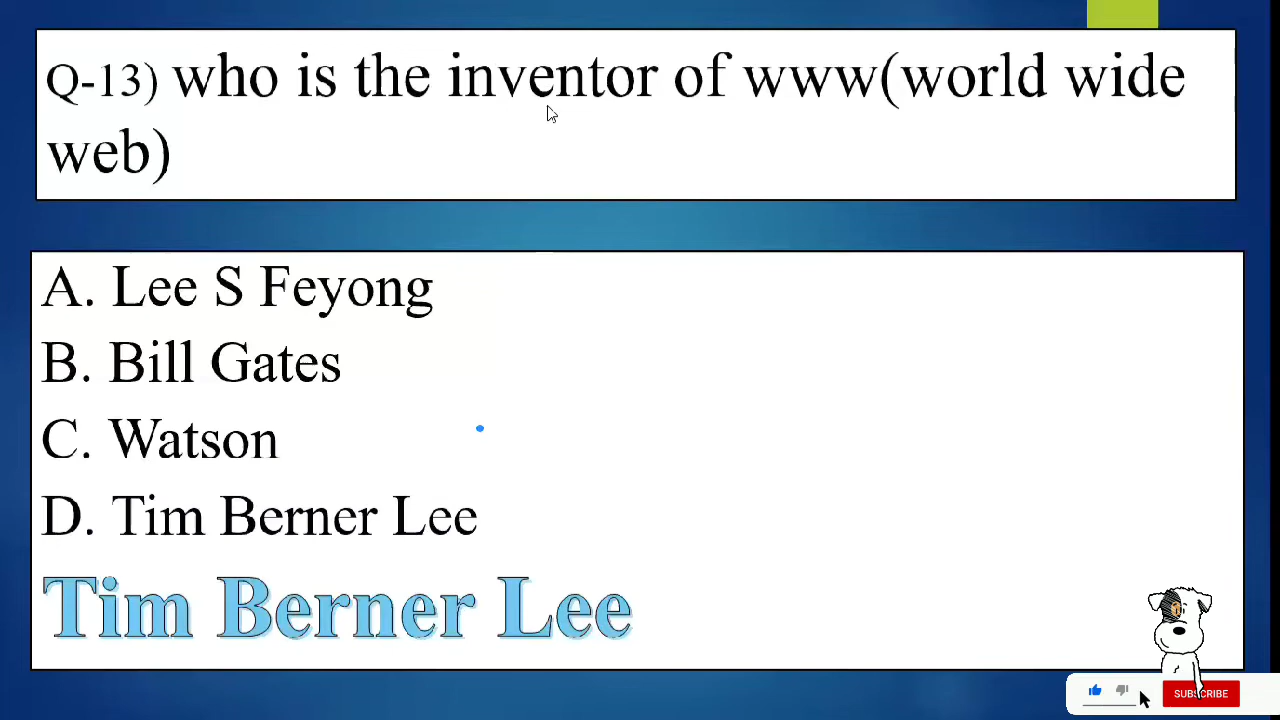 Q-13) who is the inventor of www(world wide
web)
A. Lee S Feyong
B. Bill Gates
C. Watson
D. Tim Berner Lee
Tim Berner Lee
SUBSCRIBE